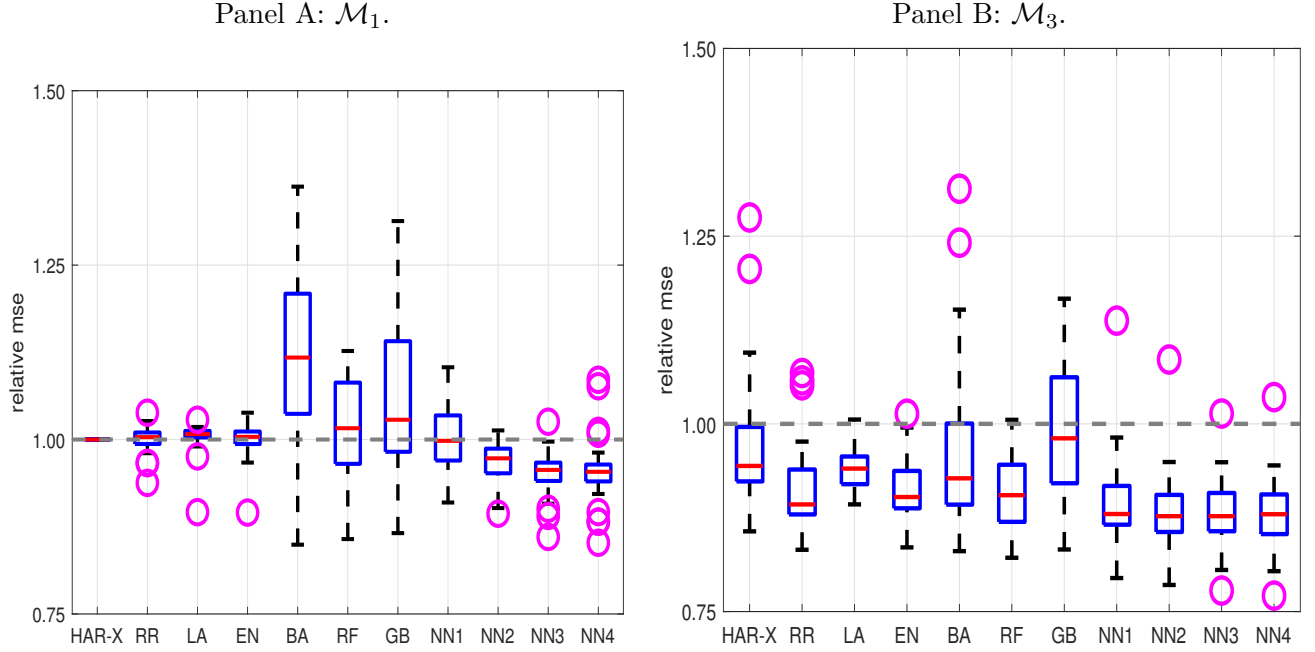 Panel A: ℳ₁.
1.50
1.25
1.00
0.75
relative mse
HAR-X RR LA EN BA RF GB NN1 NN2 NN3 NN4
Panel B: ℳ₃.
1.50
1.25
1.00
0.75
relative mse
HAR-X RR LA EN BA RF GB NN1 NN2 NN3 NN4